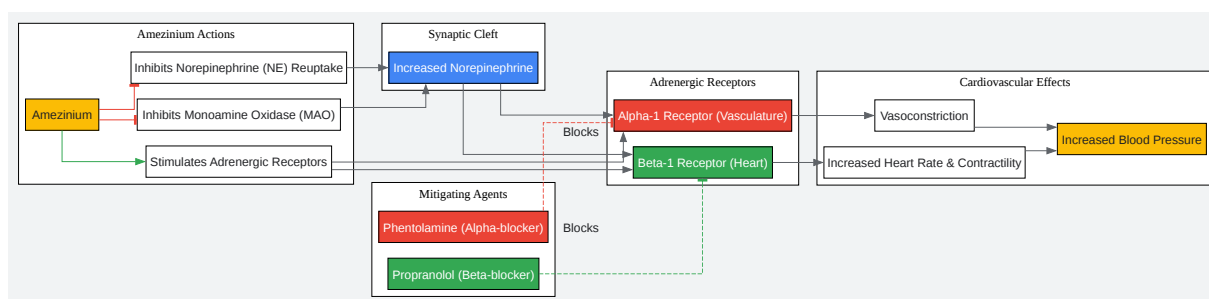 Amezinium Actions
Synaptic Cleft
Inhibits Norepinephrine (NE) Reuptake
Increased Norepinephrine
Adrenergic Receptors
Cardiovascular Effects
Amezinium
Inhibits Monoamine Oxidase (MAO)
Alpha-1 Receptor (Vasculature)
Vasoconstriction
Blocks
Increased Blood Pressure
Stimulates Adrenergic Receptors
Beta-1 Receptor (Heart)
Increased Heart Rate & Contractility
Mitigating Agents
Phentolamine (Alpha-blocker)
Blocks
Propranolol (Beta-blocker)